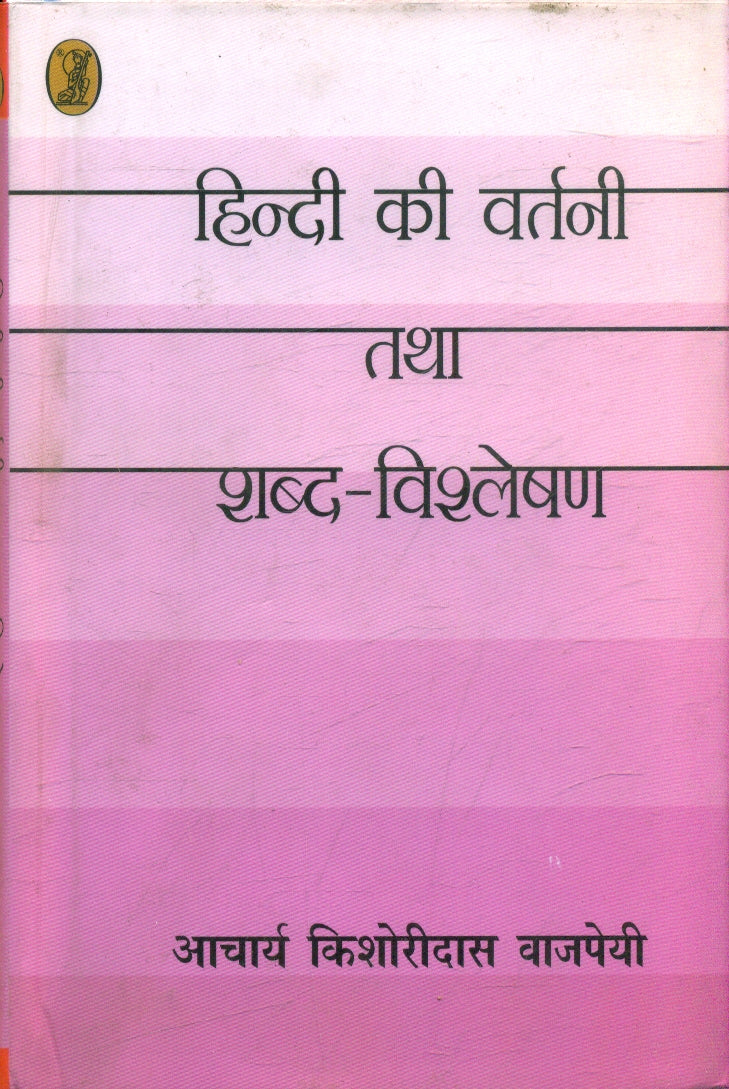 हिन्दी की वर्तनी
तथा
शब्द-विश्लेषण
आचार्य किशोरीदास वाजपेयी